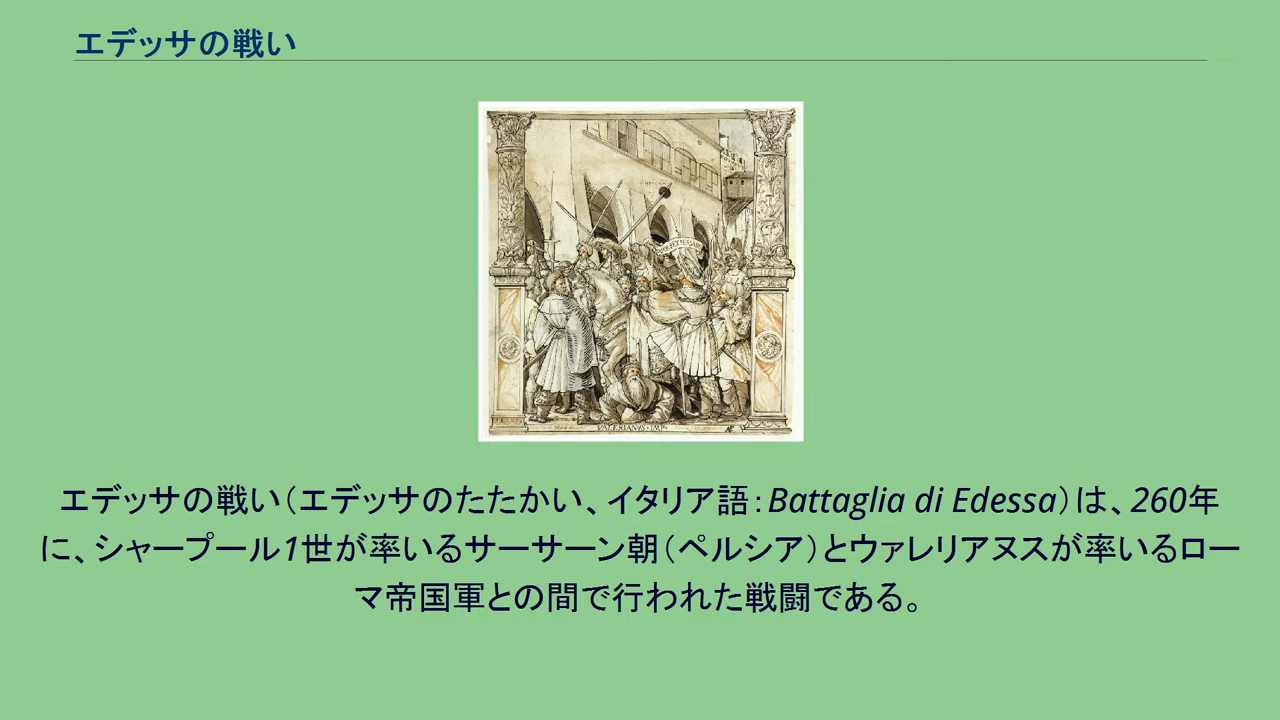 エデッサの戦い
VALERIANVS IMP
エデッサの戦い（エデッサのたたかい、イタリア語：Battaglia di Edessa）は、260年
に、シャープール1世が率いるサーサーン朝（ペルシア）とウァレリアヌスが率いるロー
マ帝国軍との間で行われた戦闘である。